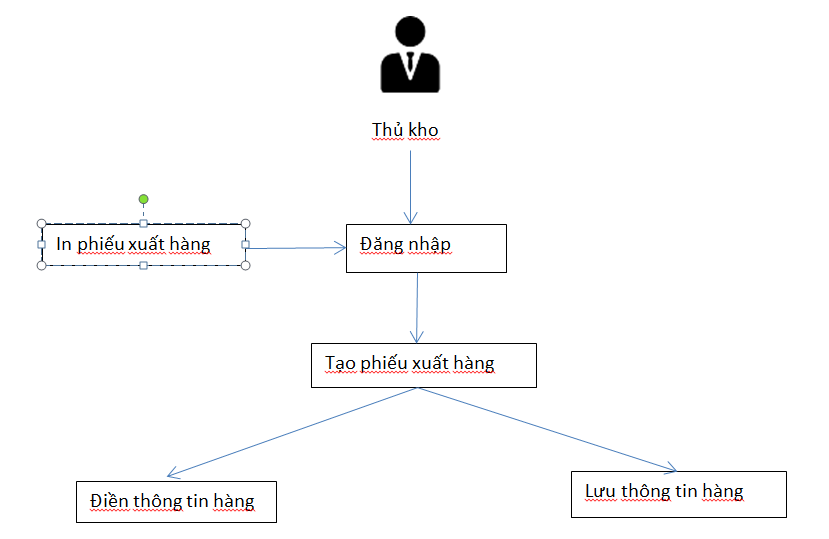 Thủ kho
In phiếu xuất hàng
Đăng nhập
Tạo phiếu xuất hàng
Điền thông tin hàng
Lưu thông tin hàng